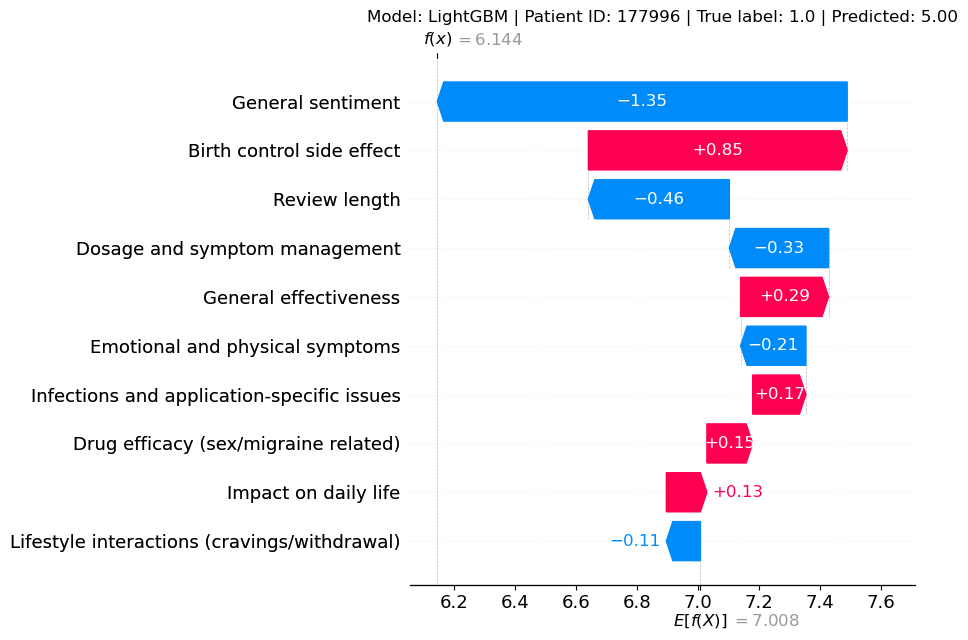 Model: LightGBM | Patient ID: 177996 | True label: 1.0 | Predicted: 5.00
f(x) = 6.144
General sentiment −1.35
Birth control side effect +0.85
Review length −0.46
Dosage and symptom management −0.33
General effectiveness +0.29
Emotional and physical symptoms −0.21
Infections and application-specific issues +0.17
Drug efficacy (sex/migraine related) +0.15
Impact on daily life +0.13
Lifestyle interactions (cravings/withdrawal) −0.11
6.2 6.4 6.6 6.8 7.0 7.2 7.4 7.6
E[f(X)] = 7.008